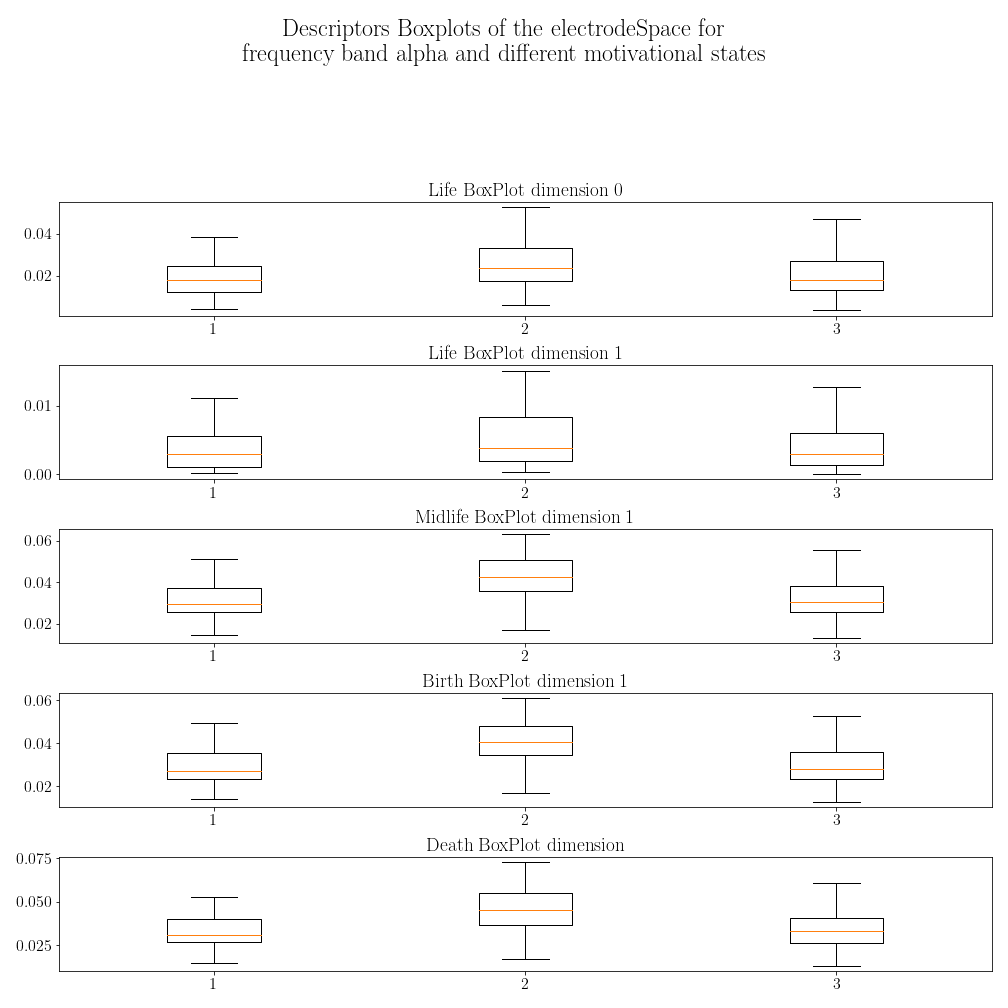 Descriptors Boxplots of the electrodeSpace for
frequency band alpha and different motivational states
Life BoxPlot dimension 0
0.04
0.02
1 2 3
Life BoxPlot dimension 1
0.01
0.00
1 2 3
Midlife BoxPlot dimension 1
0.06
0.04
0.02
1 2 3
Birth BoxPlot dimension 1
0.06
0.04
0.02
1 2 3
Death BoxPlot dimension
0.075
0.050
0.025
1 2 3